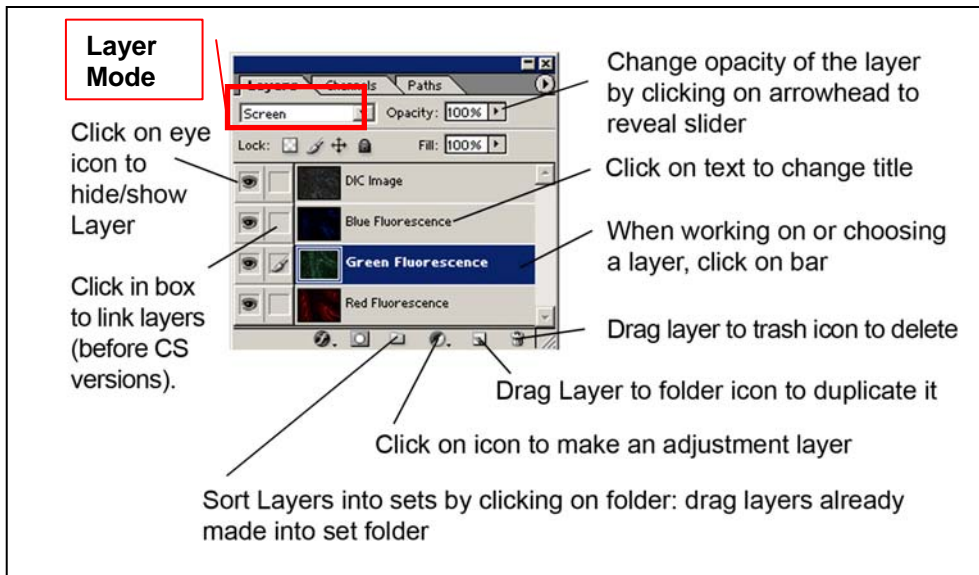 Layer
Mode
Layers
Channels
Paths
Screen
Opacity: 100%
Lock:
Fill: 100%
DIC Image
Blue Fluorescence
Green Fluorescence
Red Fluorescence
Click on eye
icon to
hide/show
Layer
Click in box
to link layers
(before CS
versions).
Change opacity of the layer
by clicking on arrowhead to
reveal slider
Click on text to change title
When working on or choosing
a layer, click on bar
Drag layer to trash icon to delete
Drag Layer to folder icon to duplicate it
Click on icon to make an adjustment layer
Sort Layers into sets by clicking on folder: drag layers already
made into set folder